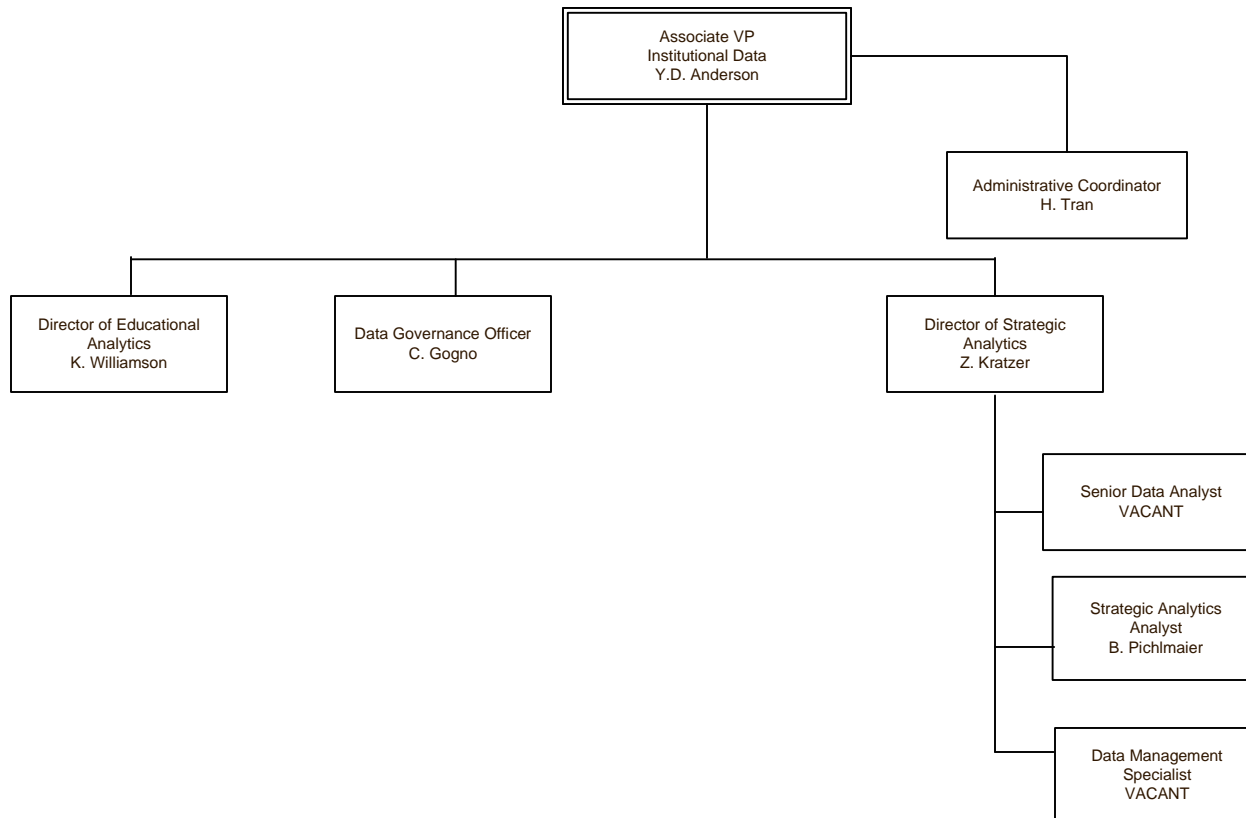 Associate VP
Institutional Data
Y.D. Anderson
Administrative Coordinator
H. Tran
Director of Educational
Analytics
K. Williamson
Data Governance Officer
C. Gogno
Director of Strategic
Analytics
Z. Kratzer
Senior Data Analyst
VACANT
Strategic Analytics
Analyst
B. Pichlmaier
Data Management
Specialist
VACANT